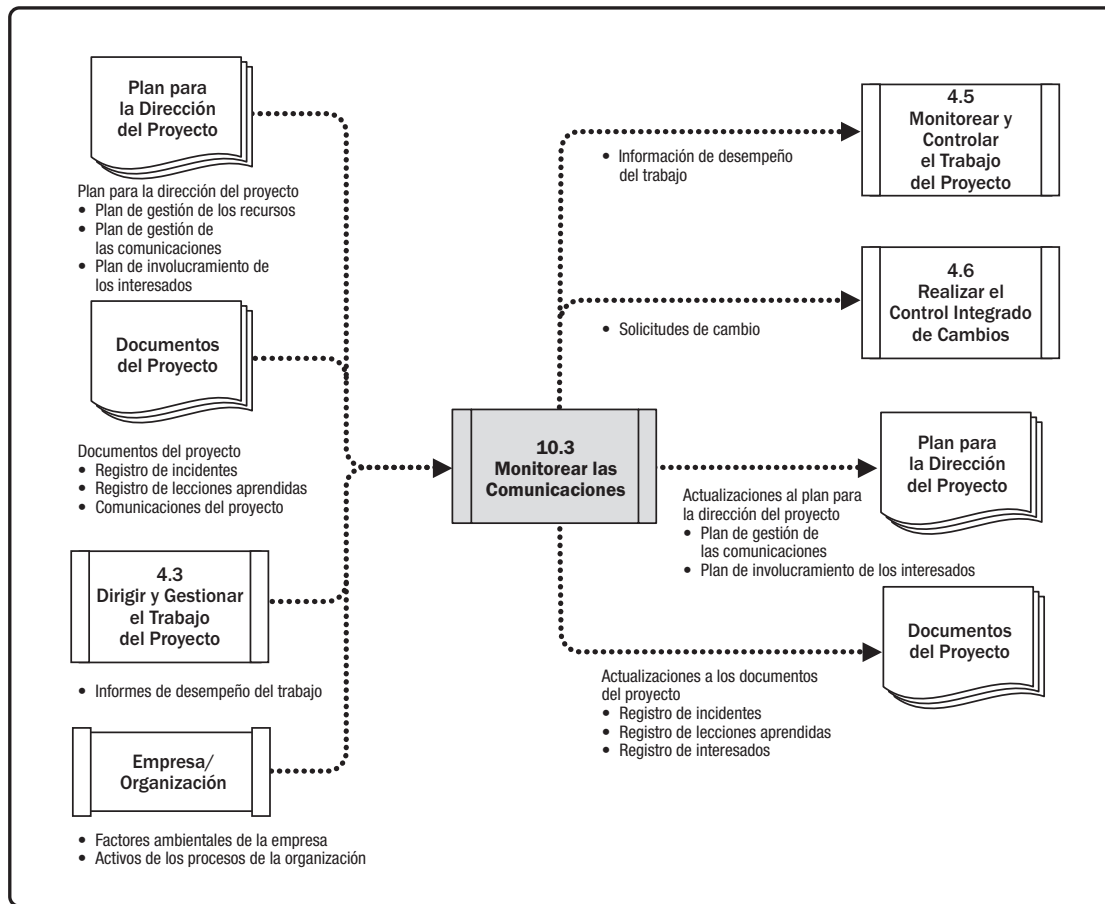 Plan para
la Dirección
del Proyecto
Plan para la dirección del proyecto
• Plan de gestión de los recursos
• Plan de gestión de
las comunicaciones
• Plan de involucramiento de
los interesados
Documentos
del Proyecto
Documentos del proyecto
• Registro de incidentes
• Registro de lecciones aprendidas
• Comunicaciones del proyecto
4.3
Dirigir y Gestionar
el Trabajo
del Proyecto
• Informes de desempeño del trabajo
Empresa/
Organización
• Factores ambientales de la empresa
• Activos de los procesos de la organización
10.3
Monitorear las
Comunicaciones
• Información de desempeño
del trabajo
4.5
Monitorear y
Controlar
el Trabajo
del Proyecto
• Solicitudes de cambio
4.6
Realizar el
Control Integrado
de Cambios
Actualizaciones al plan para
la dirección del proyecto
• Plan de gestión de
las comunicaciones
• Plan de involucramiento de los interesados
Plan para
la Dirección
del Proyecto
Actualizaciones a los documentos
del proyecto
• Registro de incidentes
• Registro de lecciones aprendidas
• Registro de interesados
Documentos
del Proyecto